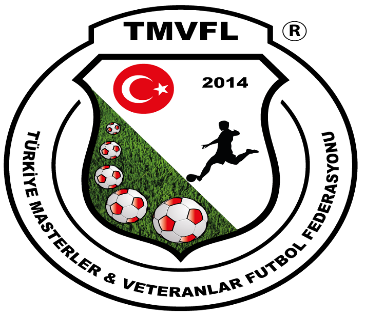 TMVFL ®
2014
TÜRKİYE MASTERLER & VETERANLAR FUTBOL FEDERASYONU